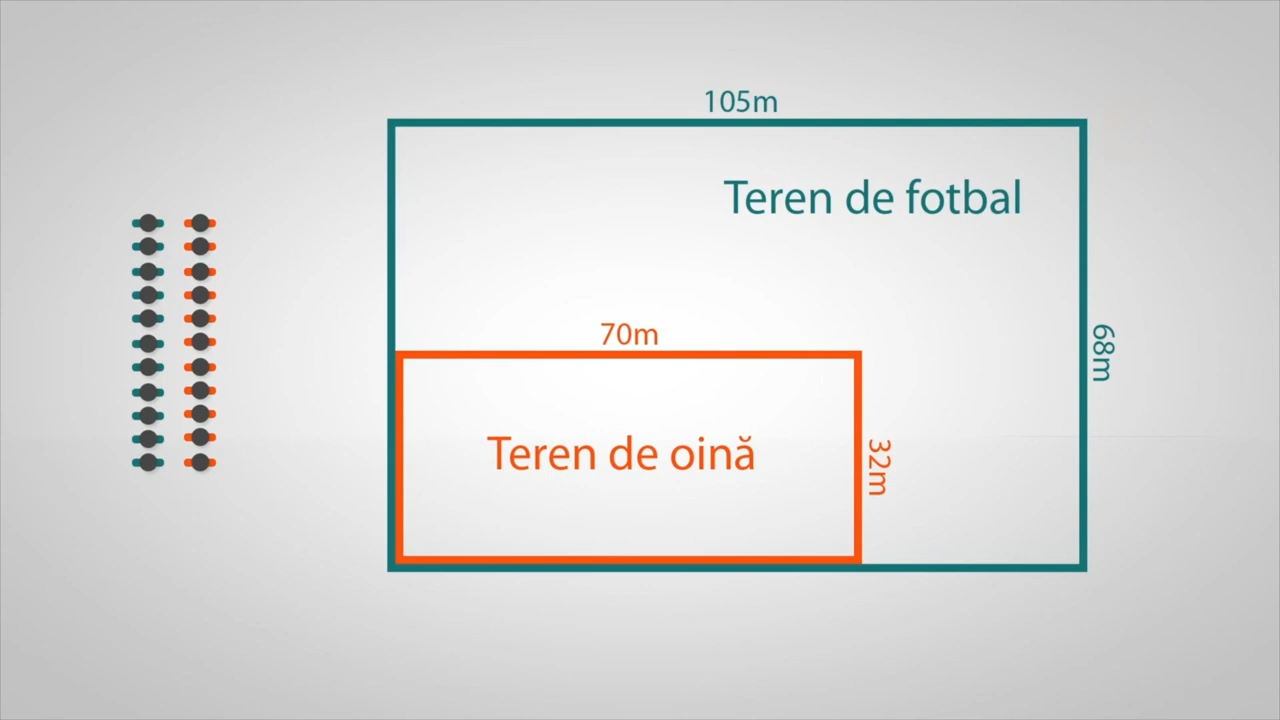 105m
Teren de fotbal
70m
68m
Teren de oină
32m